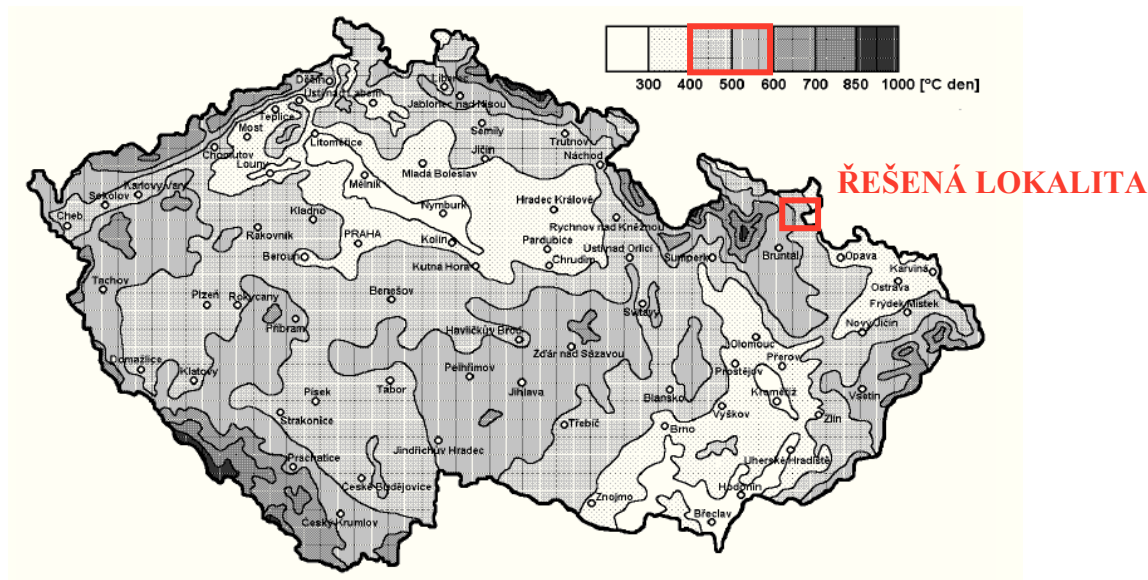 300 400 500 600 700 850 1000 [°C den]
ŘEŠENÁ LOKALITA
Děčín
Liberec
Ústí nad Labem
Jablonec nad Nisou
Teplice
Most
Semily
Trutnov
Litoměřice
Chomutov
Louny
Jičín
Náchod
Mladá Boleslav
Mělník
Karlovy Vary
Sokolov
Cheb
Nymburk
Hradec Králové
Kladno
Rychnov nad Kněžnou
Rakovník
PRAHA
Kolín
Pardubice
Ústí nad Orlicí
Šumperk
Bruntál
Opava
Beroun
Kutná Hora
Chrudim
Karviná
Ostrava
Tachov
Benešov
Plzeň
Rokycany
Frýdek Místek
Svitavy
Příbram
Nový Jičín
Havlíčkův Brod
Olomouc
Žďár nad Sázavou
Přerov
Domažlice
Pelhřimov
Prostějov
Klatovy
Tábor
Jihlava
Kroměříž
Vsetín
Blansko
Písek
Vyškov
Zlín
Strakonice
Třebíč
Brno
Jindřichův Hradec
Uherské Hradiště
Prachatice
České Budějovice
Hodonín
Znojmo
Břeclav
Český Krumlov